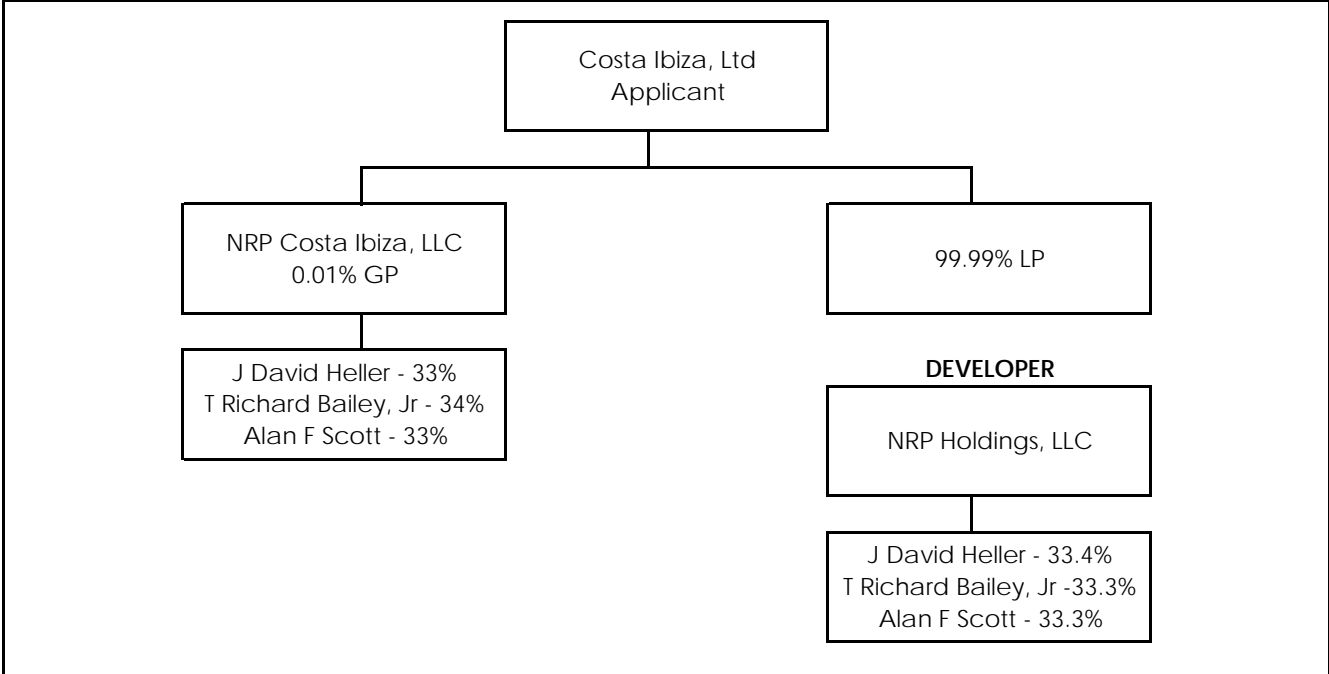 Costa Ibiza, Ltd
Applicant
NRP Costa Ibiza, LLC
0.01% GP
99.99% LP
J David Heller - 33%
T Richard Bailey, Jr - 34%
Alan F Scott - 33%
DEVELOPER
NRP Holdings, LLC
J David Heller - 33.4%
T Richard Bailey, Jr -33.3%
Alan F Scott - 33.3%